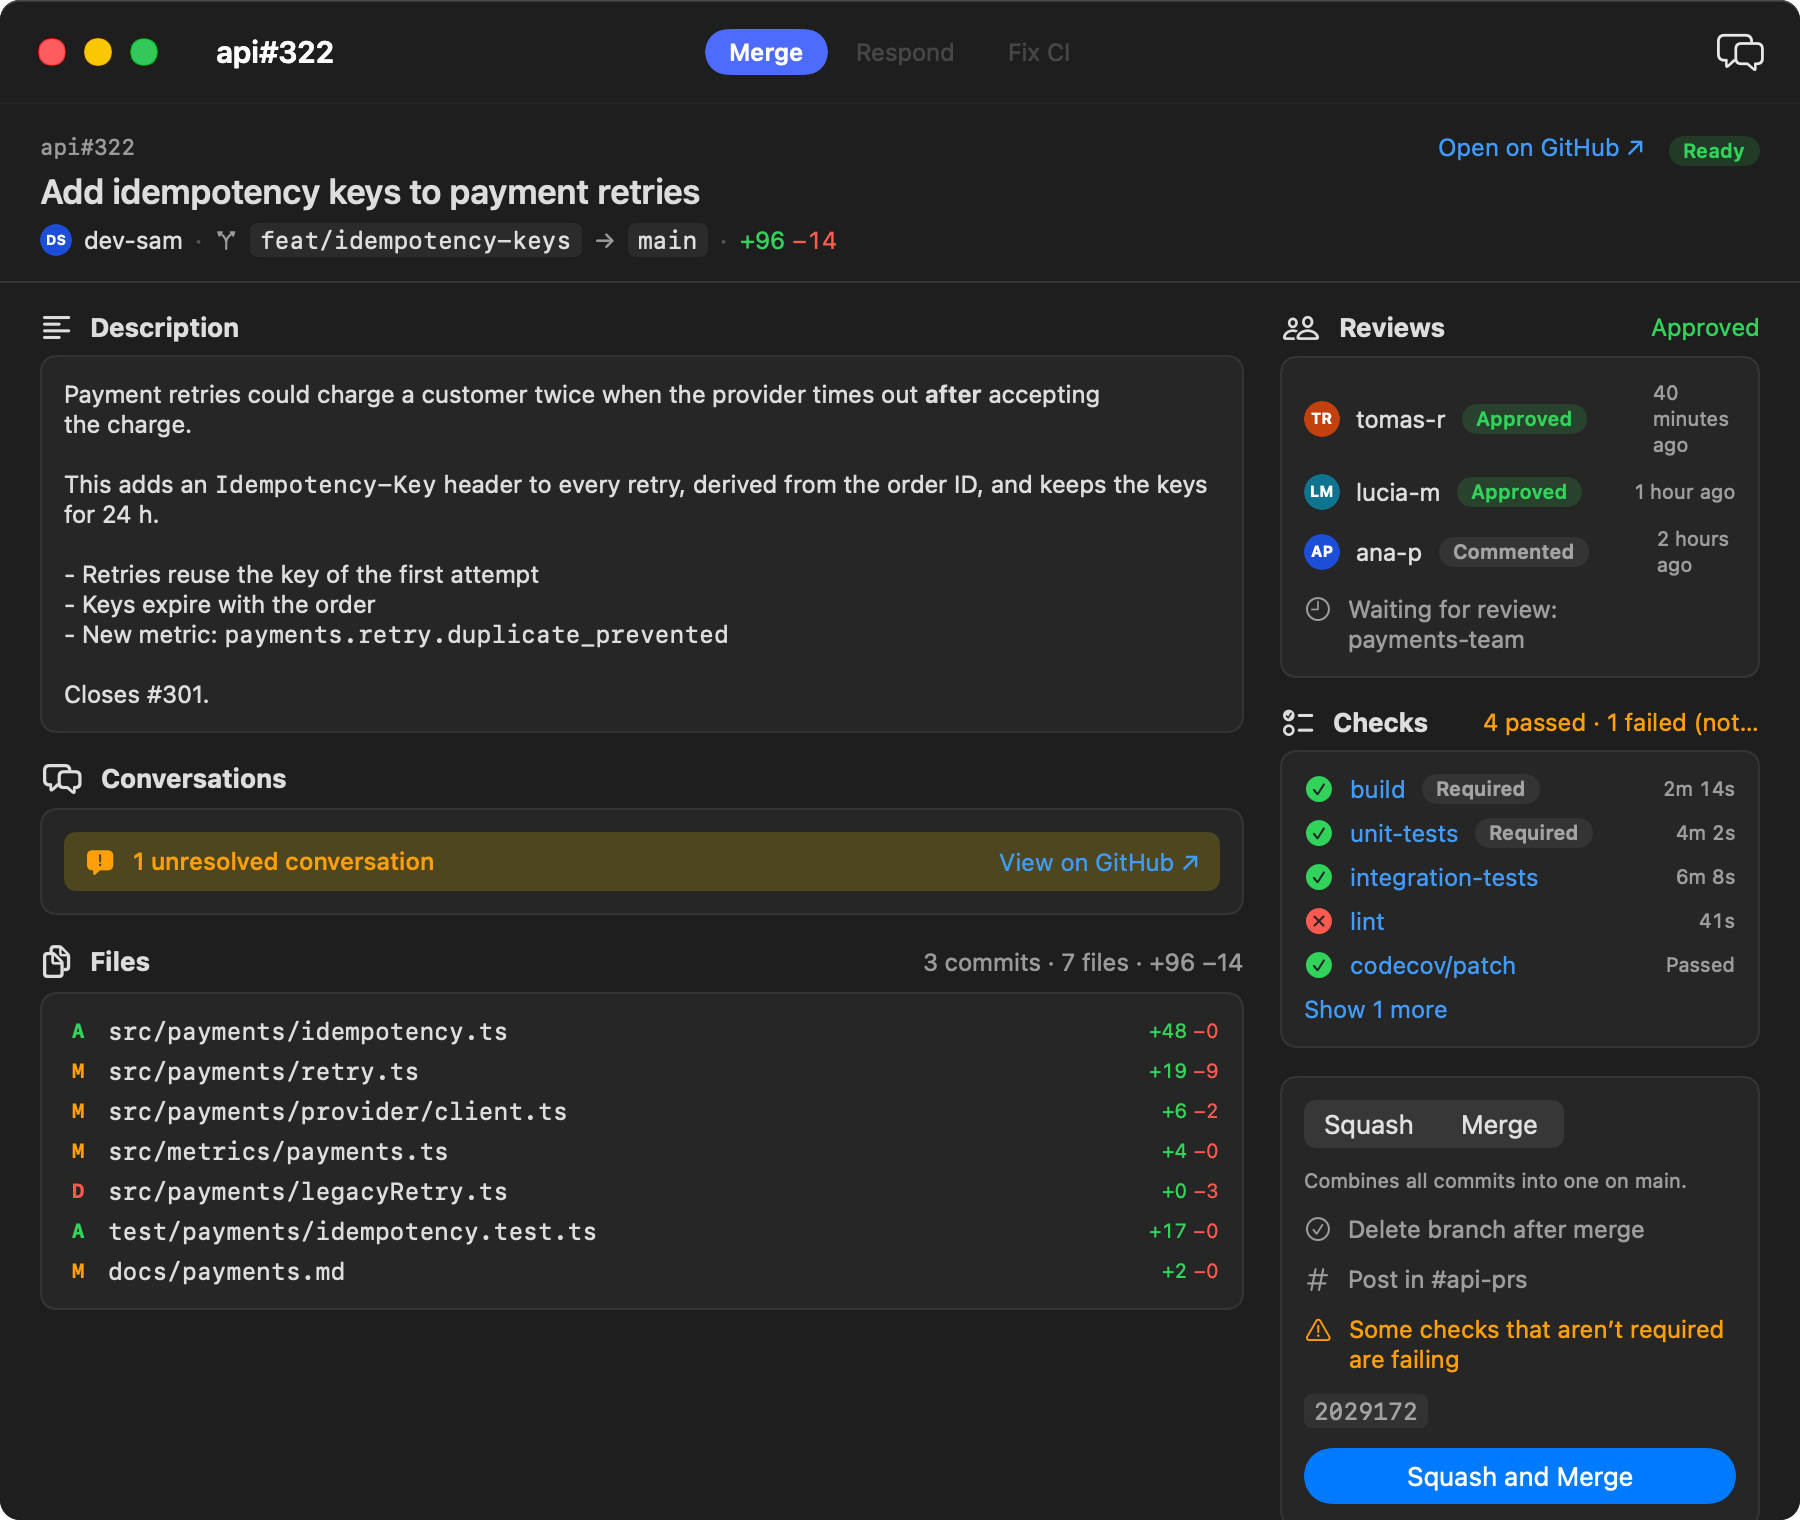 api#322
Merge
Respond
Fix CI
api#322
Open on GitHub ↗
Ready
Add idempotency keys to payment retries
DS dev-sam · feat/idempotency-keys → main · +96 −14
Description
Payment retries could charge a customer twice when the provider times out after accepting
the charge.
This adds an Idempotency-Key header to every retry, derived from the order ID, and keeps the keys
for 24 h.
- Retries reuse the key of the first attempt
- Keys expire with the order
- New metric: payments.retry.duplicate_prevented
Closes #301.
Conversations
1 unresolved conversation
View on GitHub ↗
Files
3 commits · 7 files · +96 −14
A src/payments/idempotency.ts +48 −0
M src/payments/retry.ts +19 −9
M src/payments/provider/client.ts +6 −2
M src/metrics/payments.ts +4 −0
D src/payments/legacyRetry.ts +0 −3
A test/payments/idempotency.test.ts +17 −0
M docs/payments.md +2 −0
Reviews
Approved
TR tomas-r Approved
40
minutes
ago
LM lucia-m Approved 1 hour ago
AP ana-p Commented
2 hours
ago
Waiting for review:
payments-team
Checks
4 passed · 1 failed (not...
build Required 2m 14s
unit-tests Required 4m 2s
integration-tests 6m 8s
lint 41s
codecov/patch Passed
Show 1 more
Squash
Merge
Combines all commits into one on main.
Delete branch after merge
# Post in #api-prs
Some checks that aren’t required
are failing
2029172
Squash and Merge